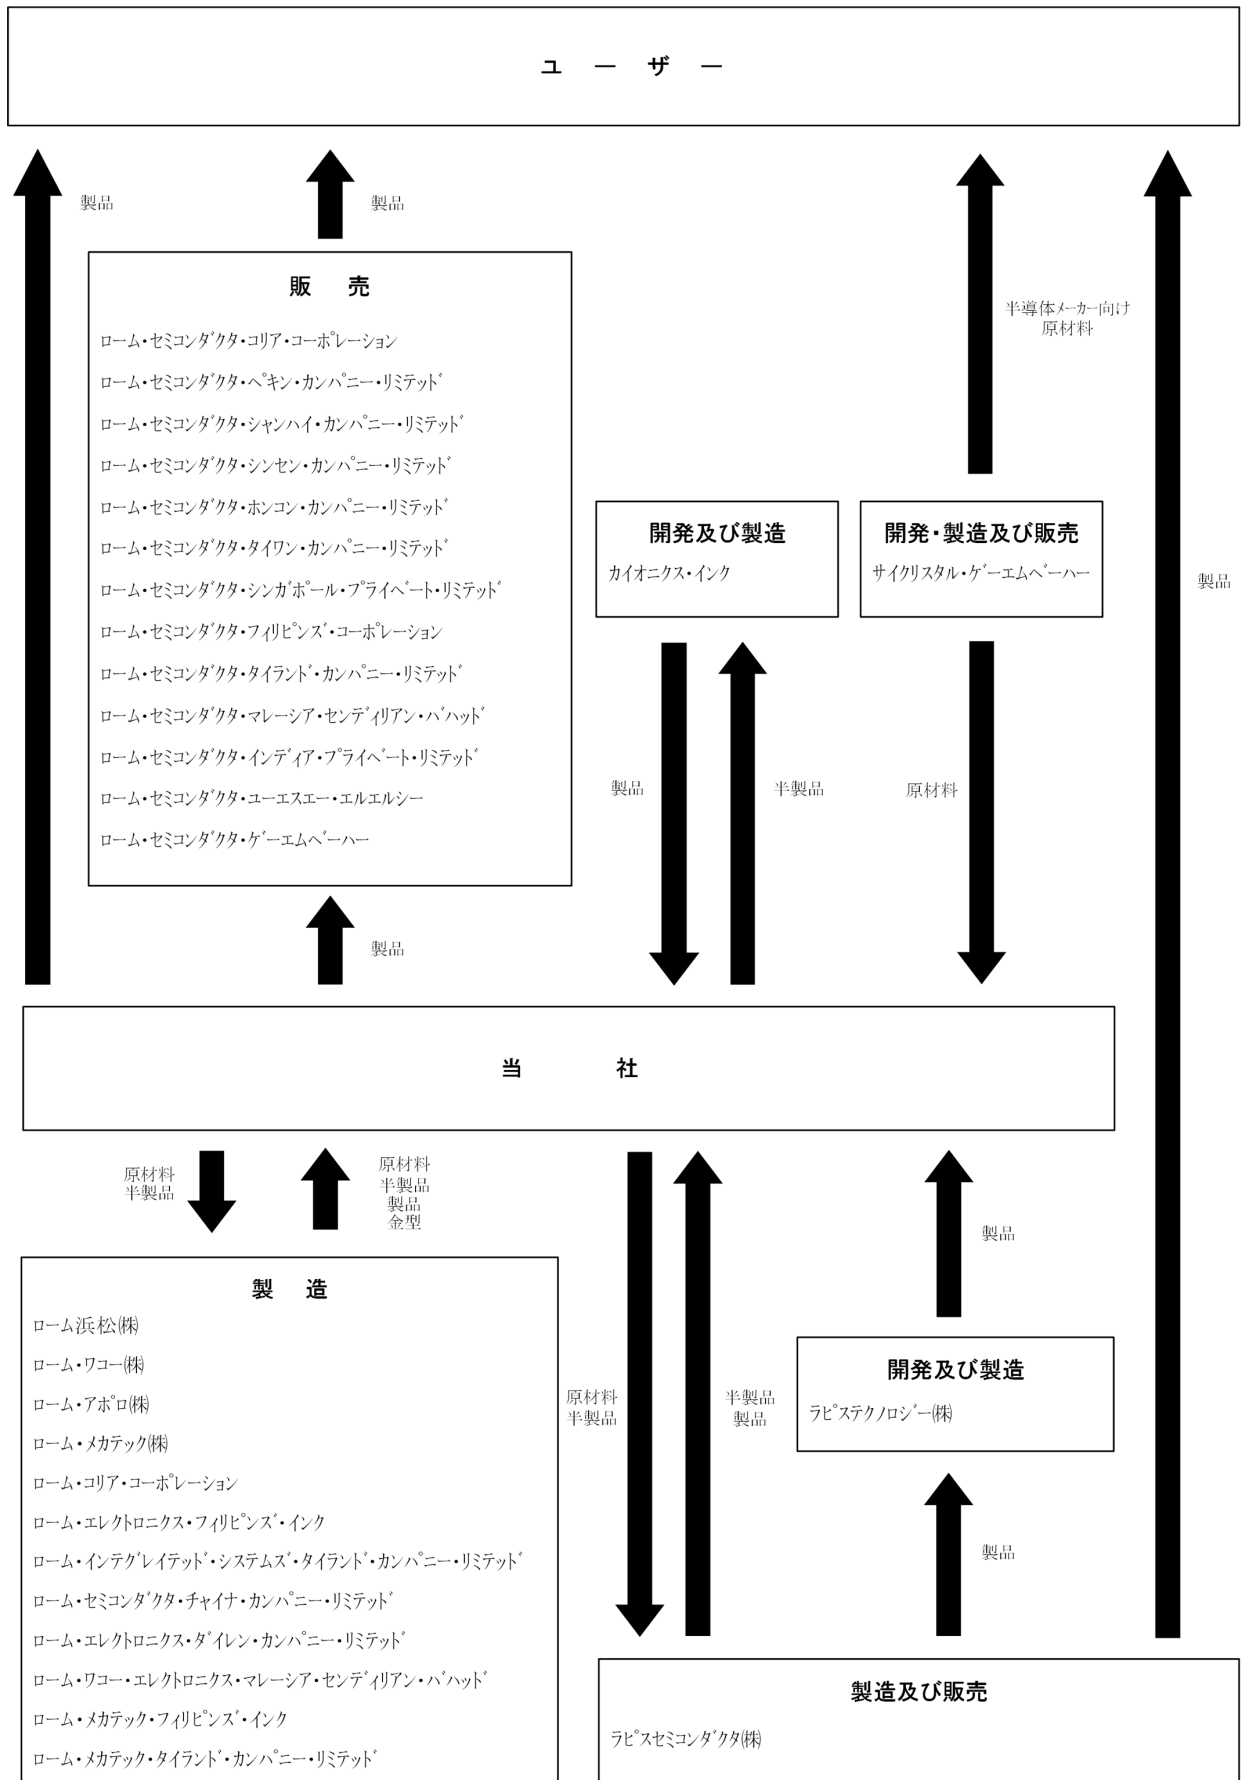 ユーザー
製品
製品
販売
ローム・セミコンダクタ・コリア・コーポレーション
ローム・セミコンダクタ・ペキン・カンパニー・リミテッド
ローム・セミコンダクタ・シャンハイ・カンパニー・リミテッド
ローム・セミコンダクタ・シンセン・カンパニー・リミテッド
ローム・セミコンダクタ・ホンコン・カンパニー・リミテッド
ローム・セミコンダクタ・タイワン・カンパニー・リミテッド
ローム・セミコンダクタ・シンガポール・プライベート・リミテッド
ローム・セミコンダクタ・フィリピンズ・コーポレーション
ローム・セミコンダクタ・タイランド・カンパニー・リミテッド
ローム・セミコンダクタ・マレーシア・センディリアン・バハッド
ローム・セミコンダクタ・インディア・プライベート・リミテッド
ローム・セミコンダクタ・ユーエスエー・エルエルシー
ローム・セミコンダクタ・ゲーエムベーハー
製品
半導体メーカー向け
原材料
開発及び製造
カイオニクス・インク
開発・製造及び販売
サイクリスタル・ゲーエムベーハー
製品
製品
半製品
原材料
当社
原材料
半製品
原材料
半製品
製品
金型
製造
ローム浜松㈱
ローム・ワコー㈱
ローム・アポロ㈱
ローム・メカテック㈱
ローム・コリア・コーポレーション
ローム・エレクトロニクス・フィリピンズ・インク
ローム・インテグレイテッド・システムズ・タイランド・カンパニー・リミテッド
ローム・セミコンダクタ・チャイナ・カンパニー・リミテッド
ローム・エレクトロニクス・ダイレン・カンパニー・リミテッド
ローム・ワコー・エレクトロニクス・マレーシア・センディリアン・バハッド
ローム・メカテック・フィリピンズ・インク
ローム・メカテック・タイランド・カンパニー・リミテッド
原材料
半製品
半製品
製品
製品
開発及び製造
ラピステクノロジー㈱
製品
製造及び販売
ラピスセミコンダクタ㈱